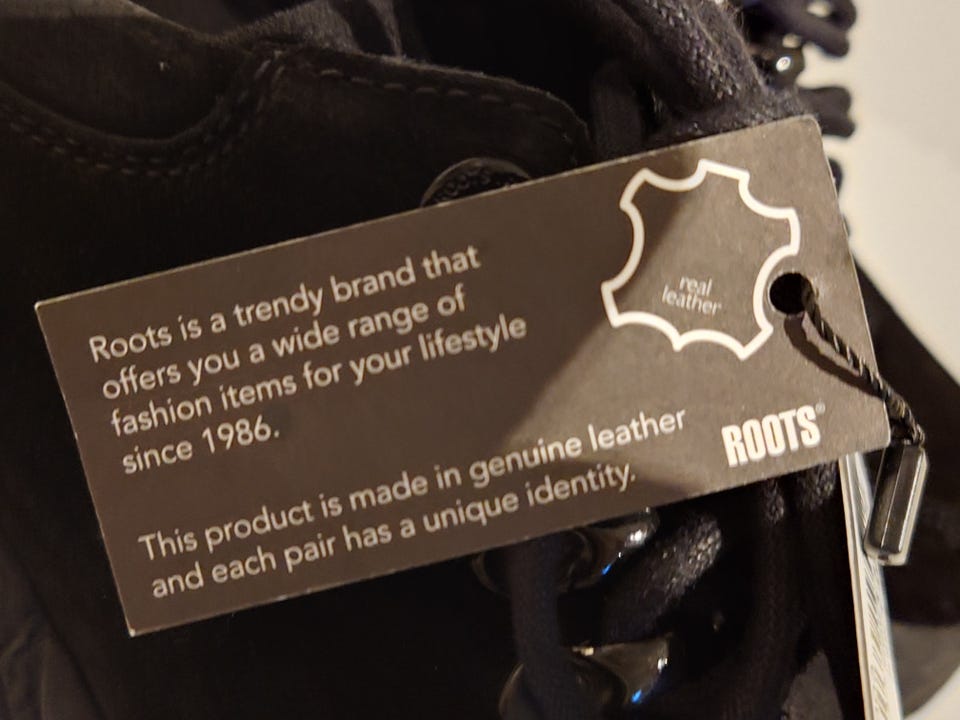 real
leather
Roots is a trendy brand that
offers you a wide range of
fashion items for your lifestyle
since 1986.
This product is made in genuine leather
and each pair has a unique identity.
ROOTS®